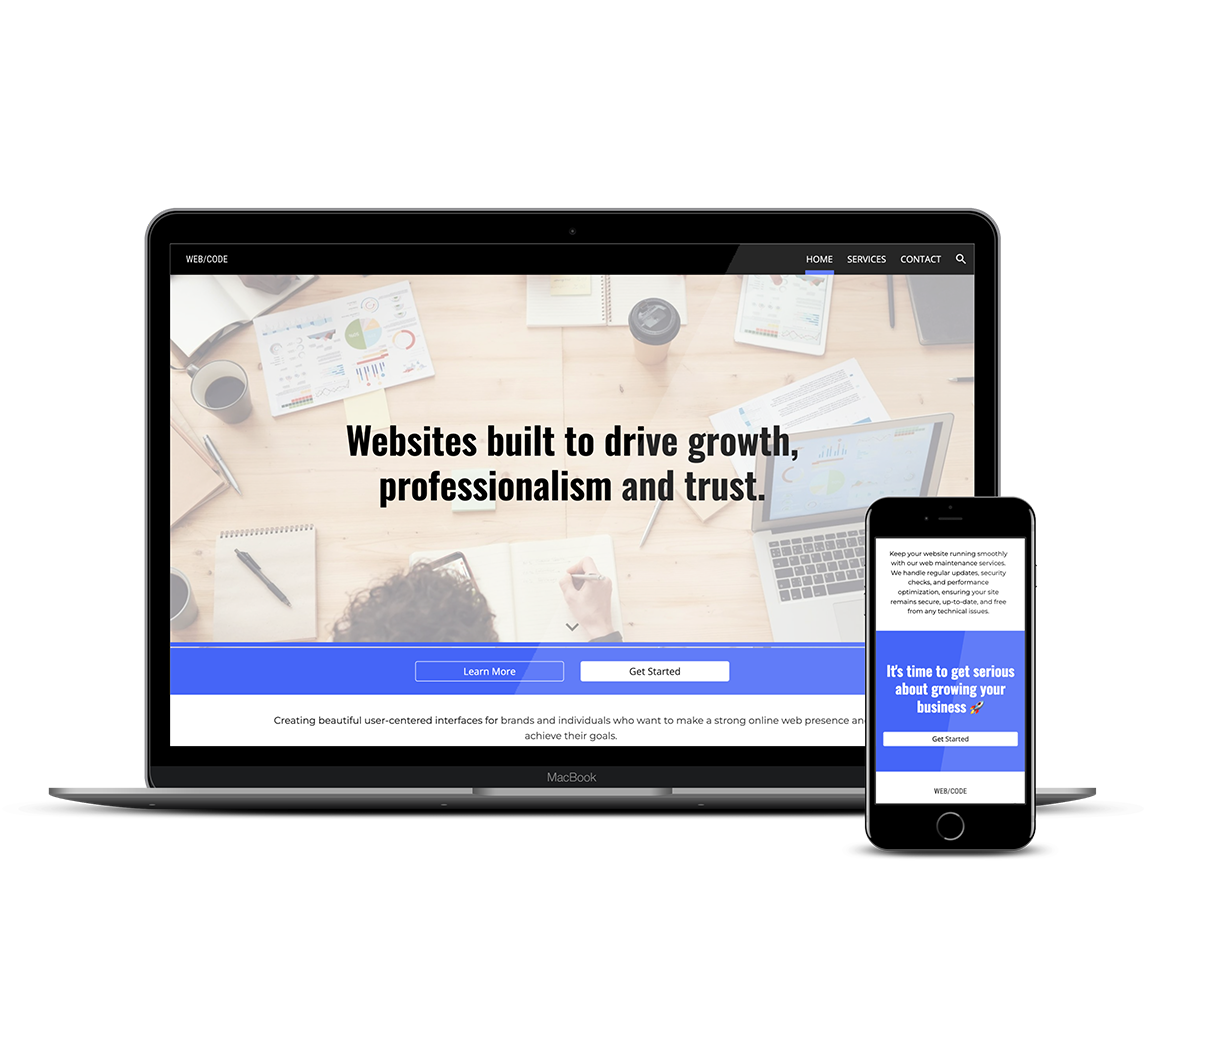 WEB/CODE
HOME SERVICES CONTACT
Websites built to drive growth,
professionalism and trust.
Learn More
Get Started
Creating beautiful user-centered interfaces for brands and individuals who want to make a strong online web presence and
achieve their goals.
MacBook
Keep your website running smoothly
with our web maintenance services.
We handle regular updates, security
checks, and performance
optimization, ensuring your site
remains secure, up-to-date, and free
from any technical issues.
It's time to get serious
about growing your
business 🚀
Get Started
WEB/CODE